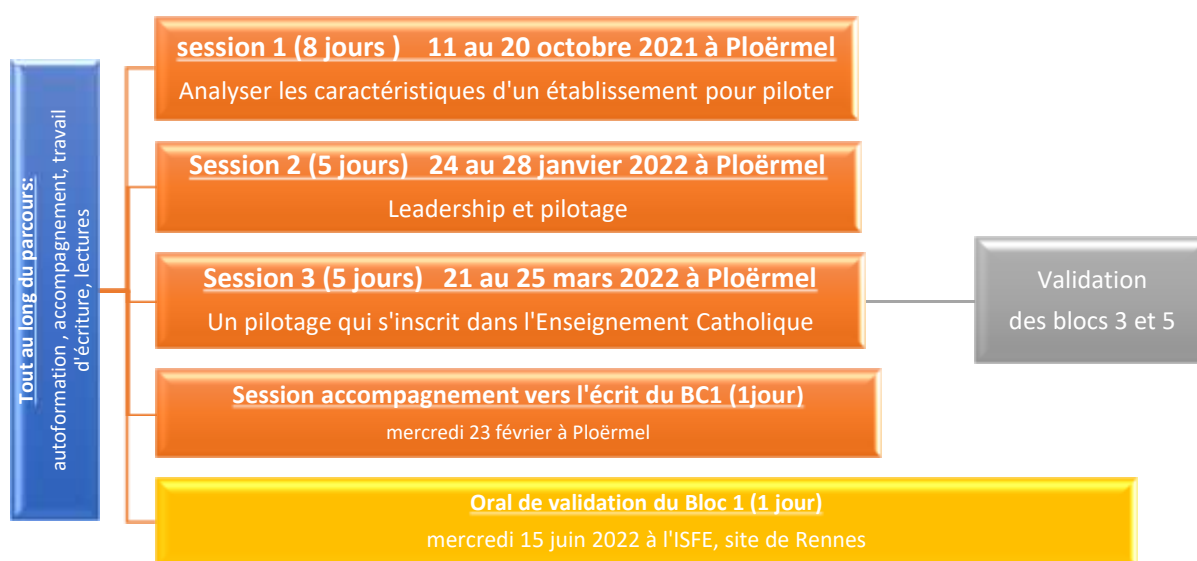 Tout au long du parcours:
autoformation , accompagnement, travail
d'écriture, lectures
session 1 (8 jours ) 11 au 20 octobre 2021 à Ploërmel
Analyser les caractéristiques d'un établissement pour piloter
Session 2 (5 jours) 24 au 28 janvier 2022 à Ploërmel
Leadership et pilotage
Session 3 (5 jours) 21 au 25 mars 2022 à Ploërmel
Un pilotage qui s'inscrit dans l'Enseignement Catholique
Validation
des blocs 3 et 5
Session accompagnement vers l'écrit du BC1 (1jour)
mercredi 23 février à Ploërmel
Oral de validation du Bloc 1 (1 jour)
mercredi 15 juin 2022 à l'ISFE, site de Rennes